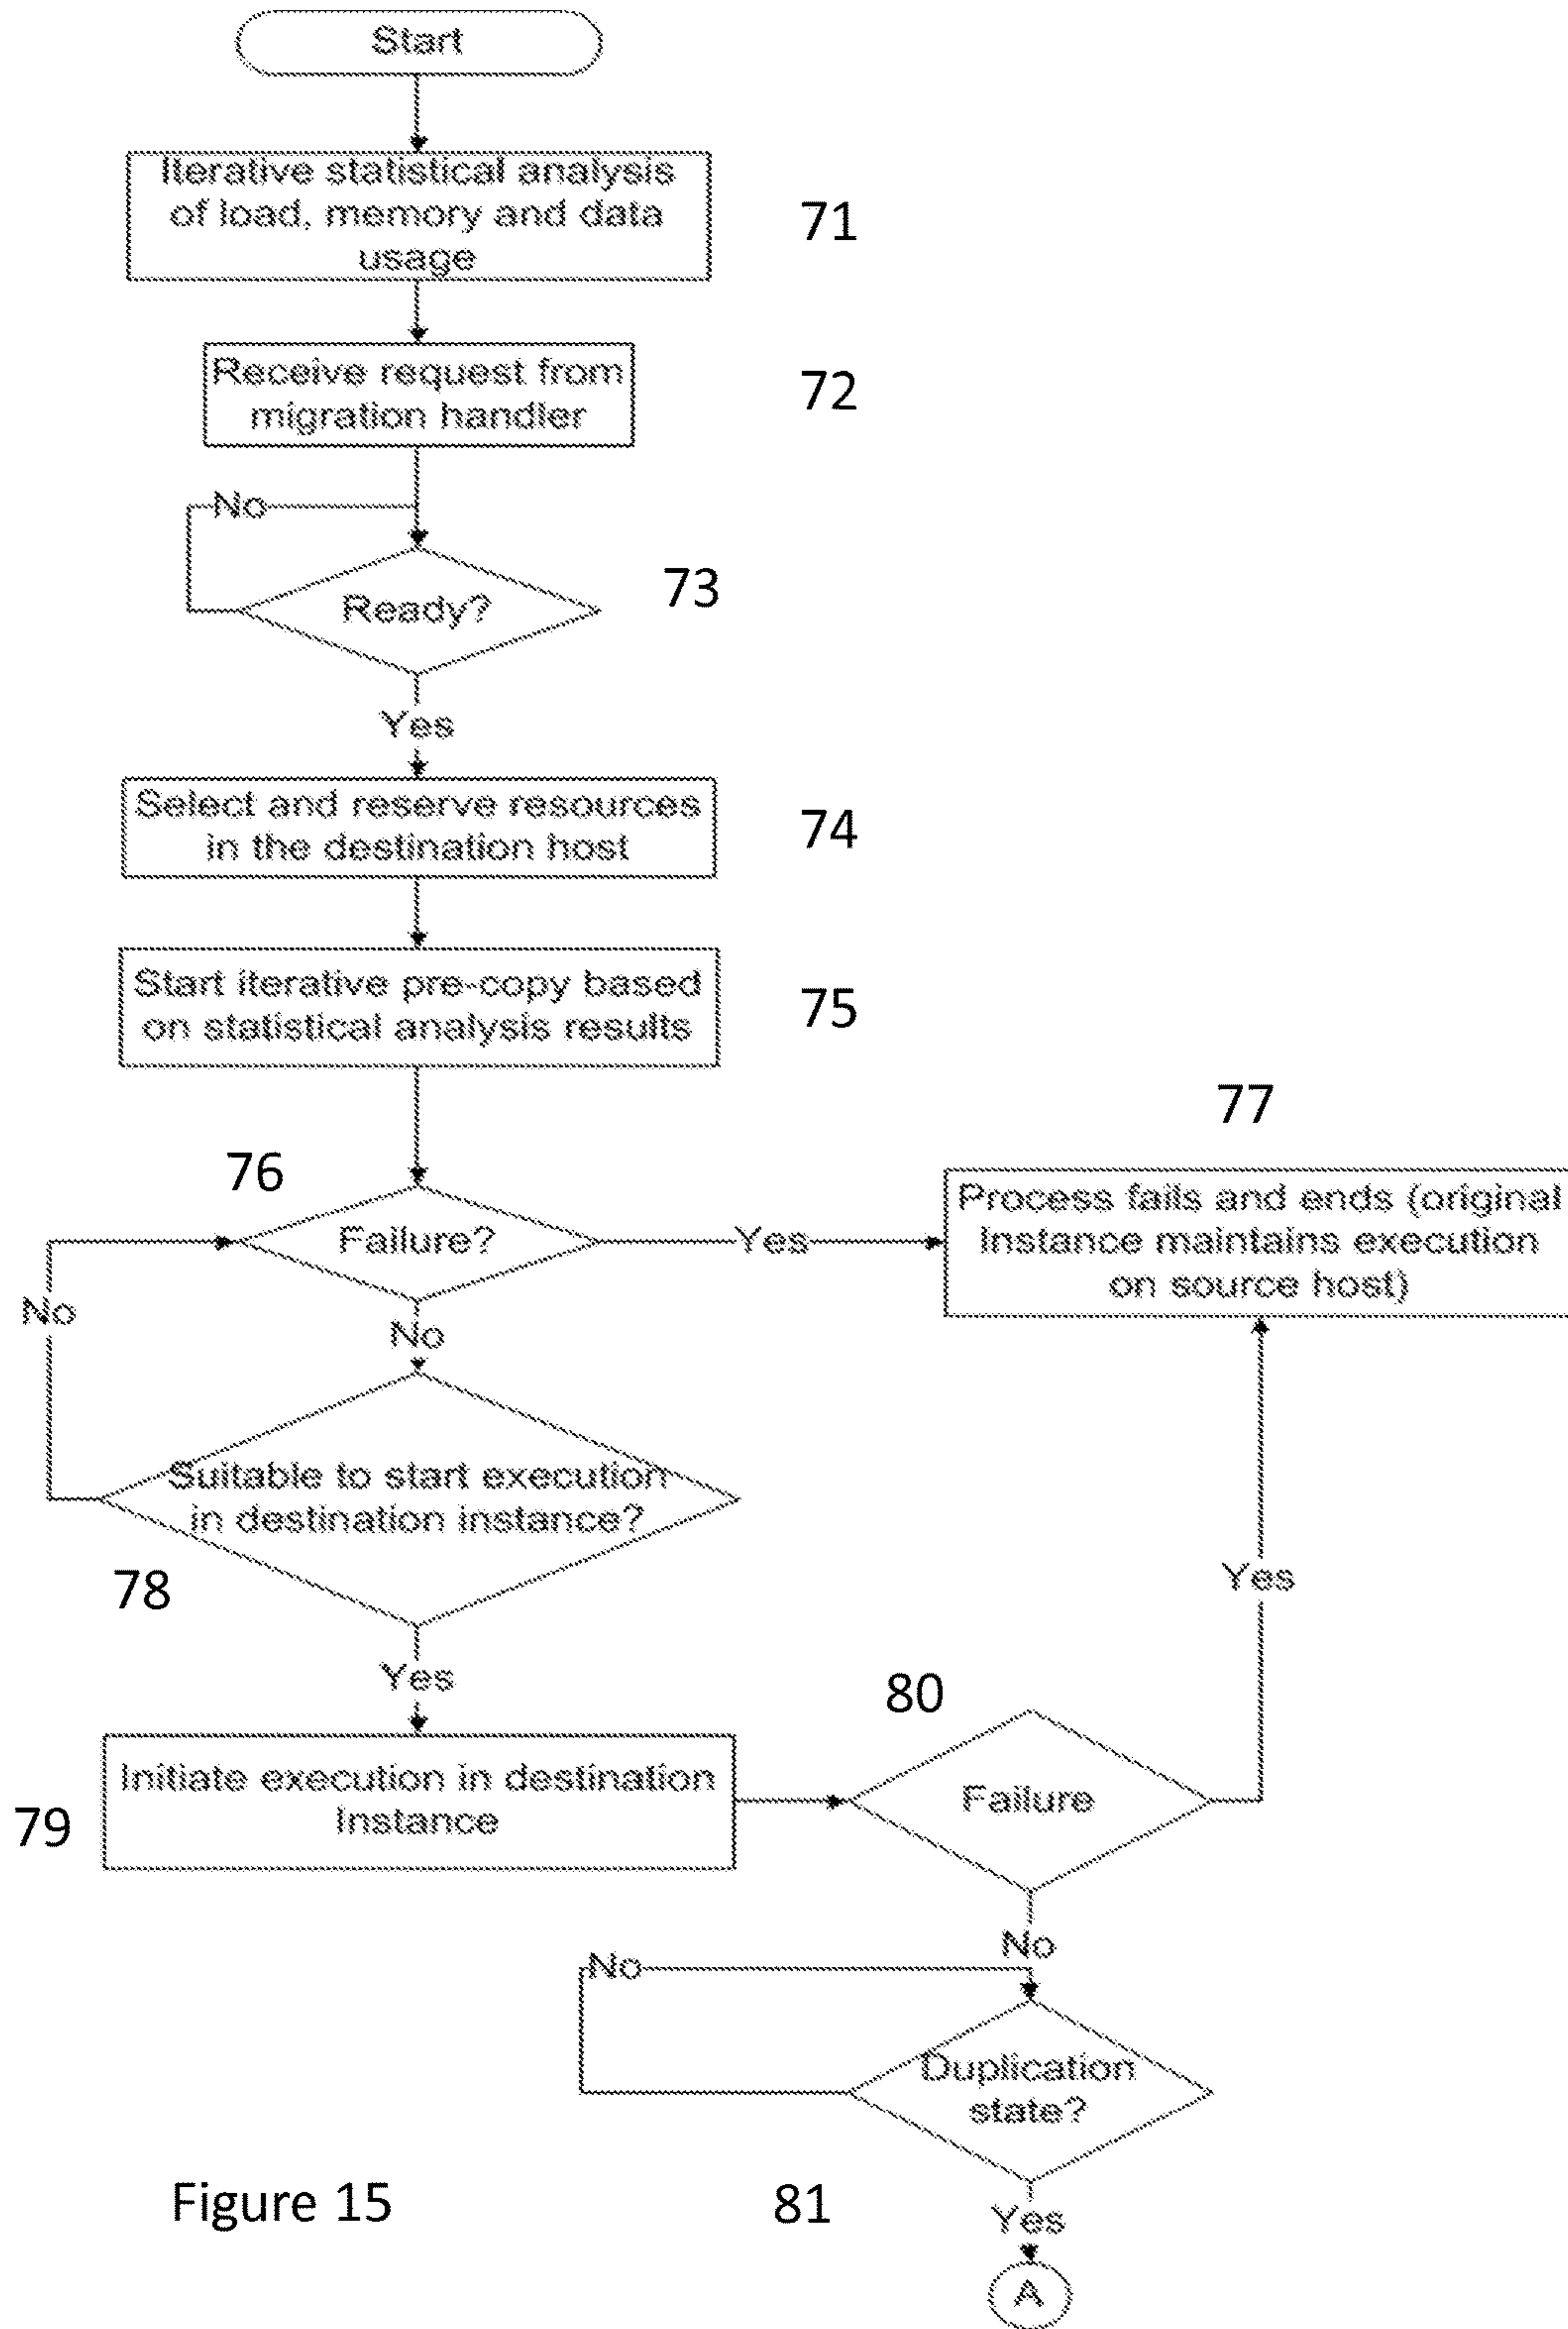 Start
Iterative statistical analysis
of load, memory and data
usage
71
Receive request from
migration handler
72
No
Ready?
73
Yes
Select and reserve resources
in the destination host
74
Start iterative pre-copy based
on statistical analysis results
75
77
76
Process fails and ends (original
instance maintains execution
on source host)
Failure?
Yes
No
No
Suitable to start execution
in destination instance?
78
Yes
Yes
80
Initiate execution in destination
Instance
79
Failure
No
No
Duplication
state?
81
Yes
A
Figure 15